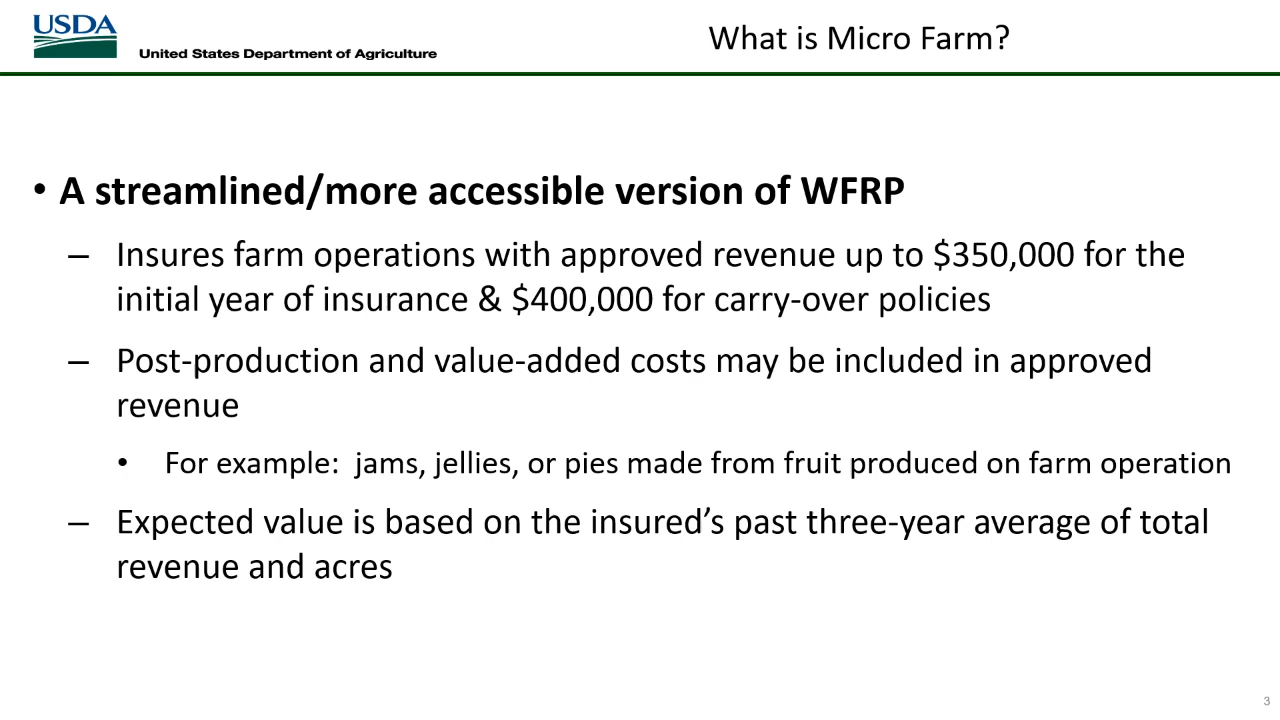 USDA
United States Department of Agriculture
What is Micro Farm?
• A streamlined/more accessible version of WFRP
– Insures farm operations with approved revenue up to $350,000 for the
initial year of insurance & $400,000 for carry-over policies
– Post-production and value-added costs may be included in approved
revenue
• For example:  jams, jellies, or pies made from fruit produced on farm operation
– Expected value is based on the insured’s past three-year average of total
revenue and acres
3